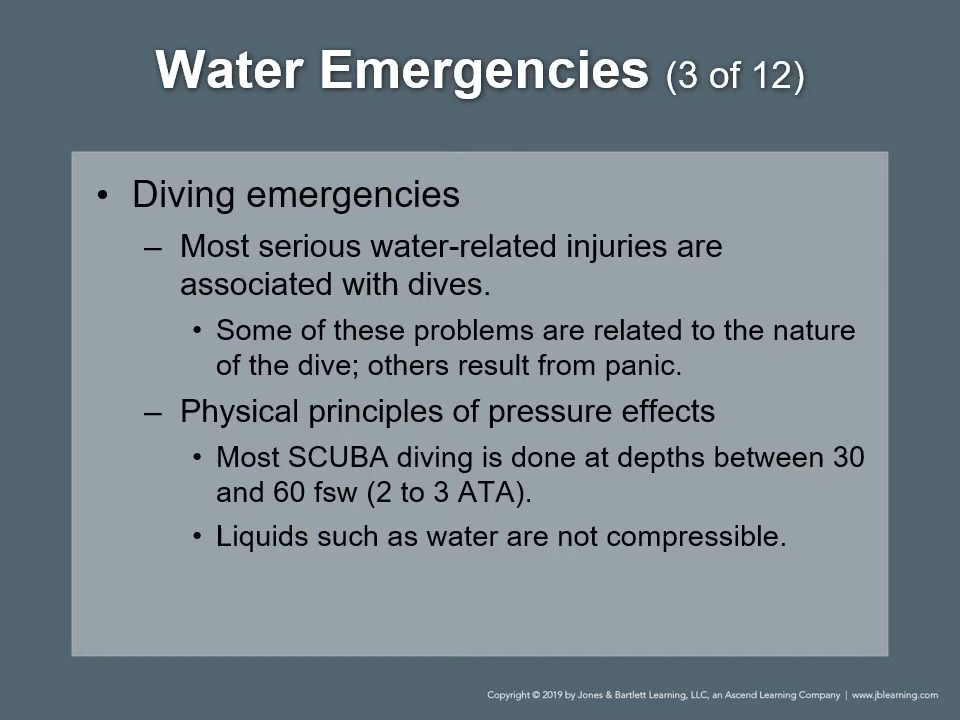 Water Emergencies (3 of 12)
• Diving emergencies
– Most serious water-related injuries are
associated with dives.
• Some of these problems are related to the nature
of the dive; others result from panic.
– Physical principles of pressure effects
• Most SCUBA diving is done at depths between 30
and 60 fsw (2 to 3 ATA).
• Liquids such as water are not compressible.
Copyright © 2019 by Jones & Bartlett Learning, LLC, an Ascend Learning Company | www.jblearning.com